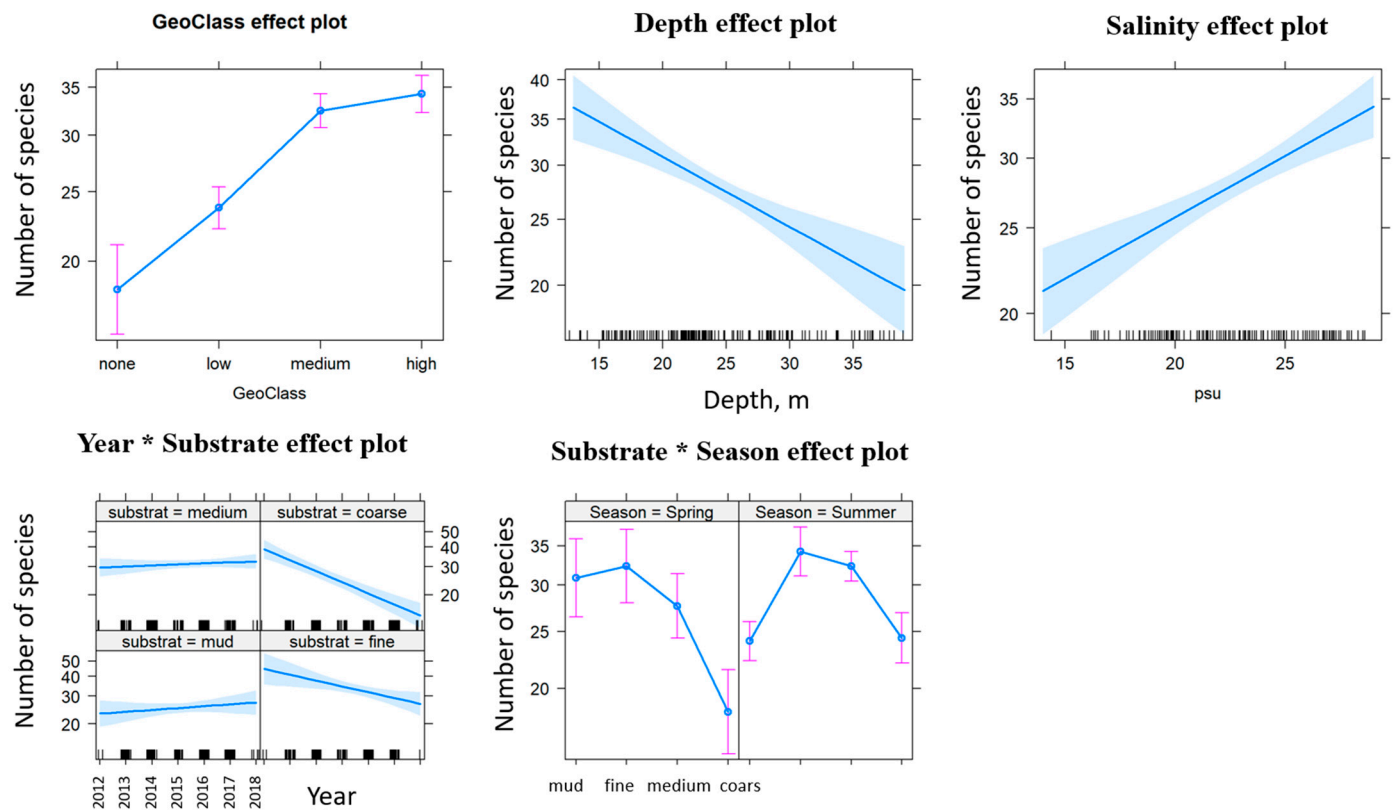 GeoClass effect plot
Number of species
35
30
25
20
none low medium high
GeoClass
Depth effect plot
Number of species
40
35
30
25
20
15 20 25 30 35
Depth, m
Salinity effect plot
Number of species
35
30
25
20
15 20 25
psu
Year * Substrate effect plot
Number of species
substrat = medium substrat = coarse
50
40
30
20
substrat = mud substrat = fine
50
40
30
20
2012 2013 2014 2015 2016 2017 2018
Year
Substrate * Season effect plot
Number of species
Season = Spring Season = Summer
35
30
25
20
mud fine medium coars